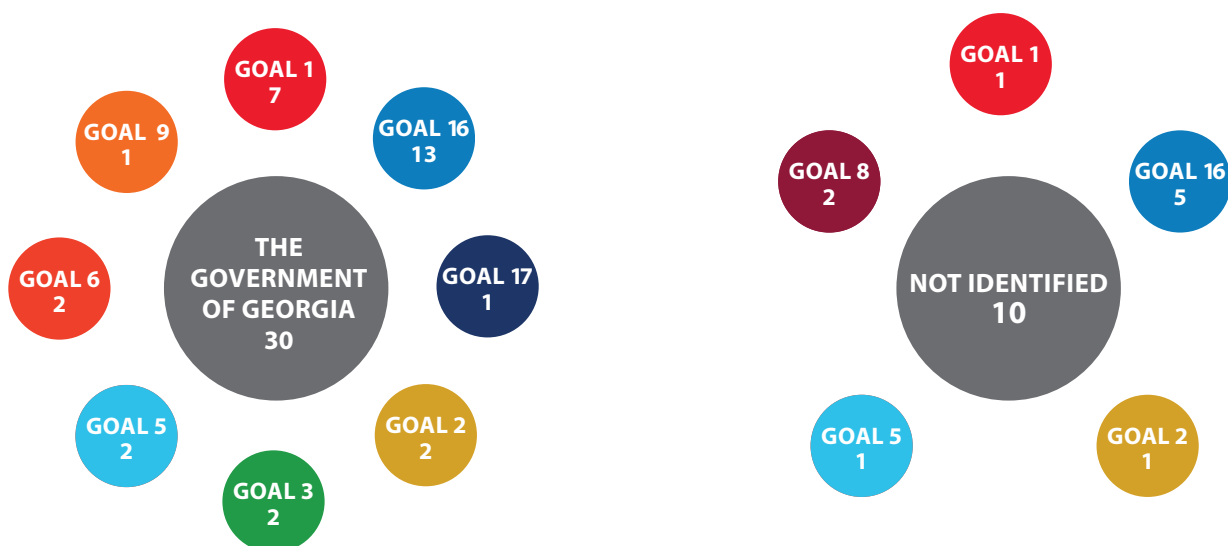 GOAL 1
7
GOAL 16
13
GOAL 17
1
GOAL 2
2
GOAL 3
2
GOAL 5
2
GOAL 6
2
GOAL 9
1
THE
GOVERNMENT
OF GEORGIA
30
GOAL 1
1
GOAL 16
5
GOAL 2
1
GOAL 5
1
GOAL 8
2
NOT IDENTIFIED
10